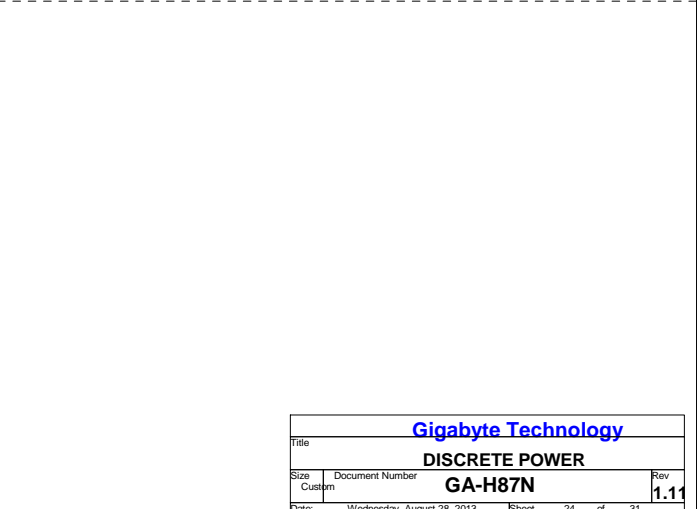 Gigabyte Technology
Title
DISCRETE POWER
Size Document Number Rev
Custom GA-H87N 1.11
Date: Wednesday, August 28, 2013 Sheet 24 of 31